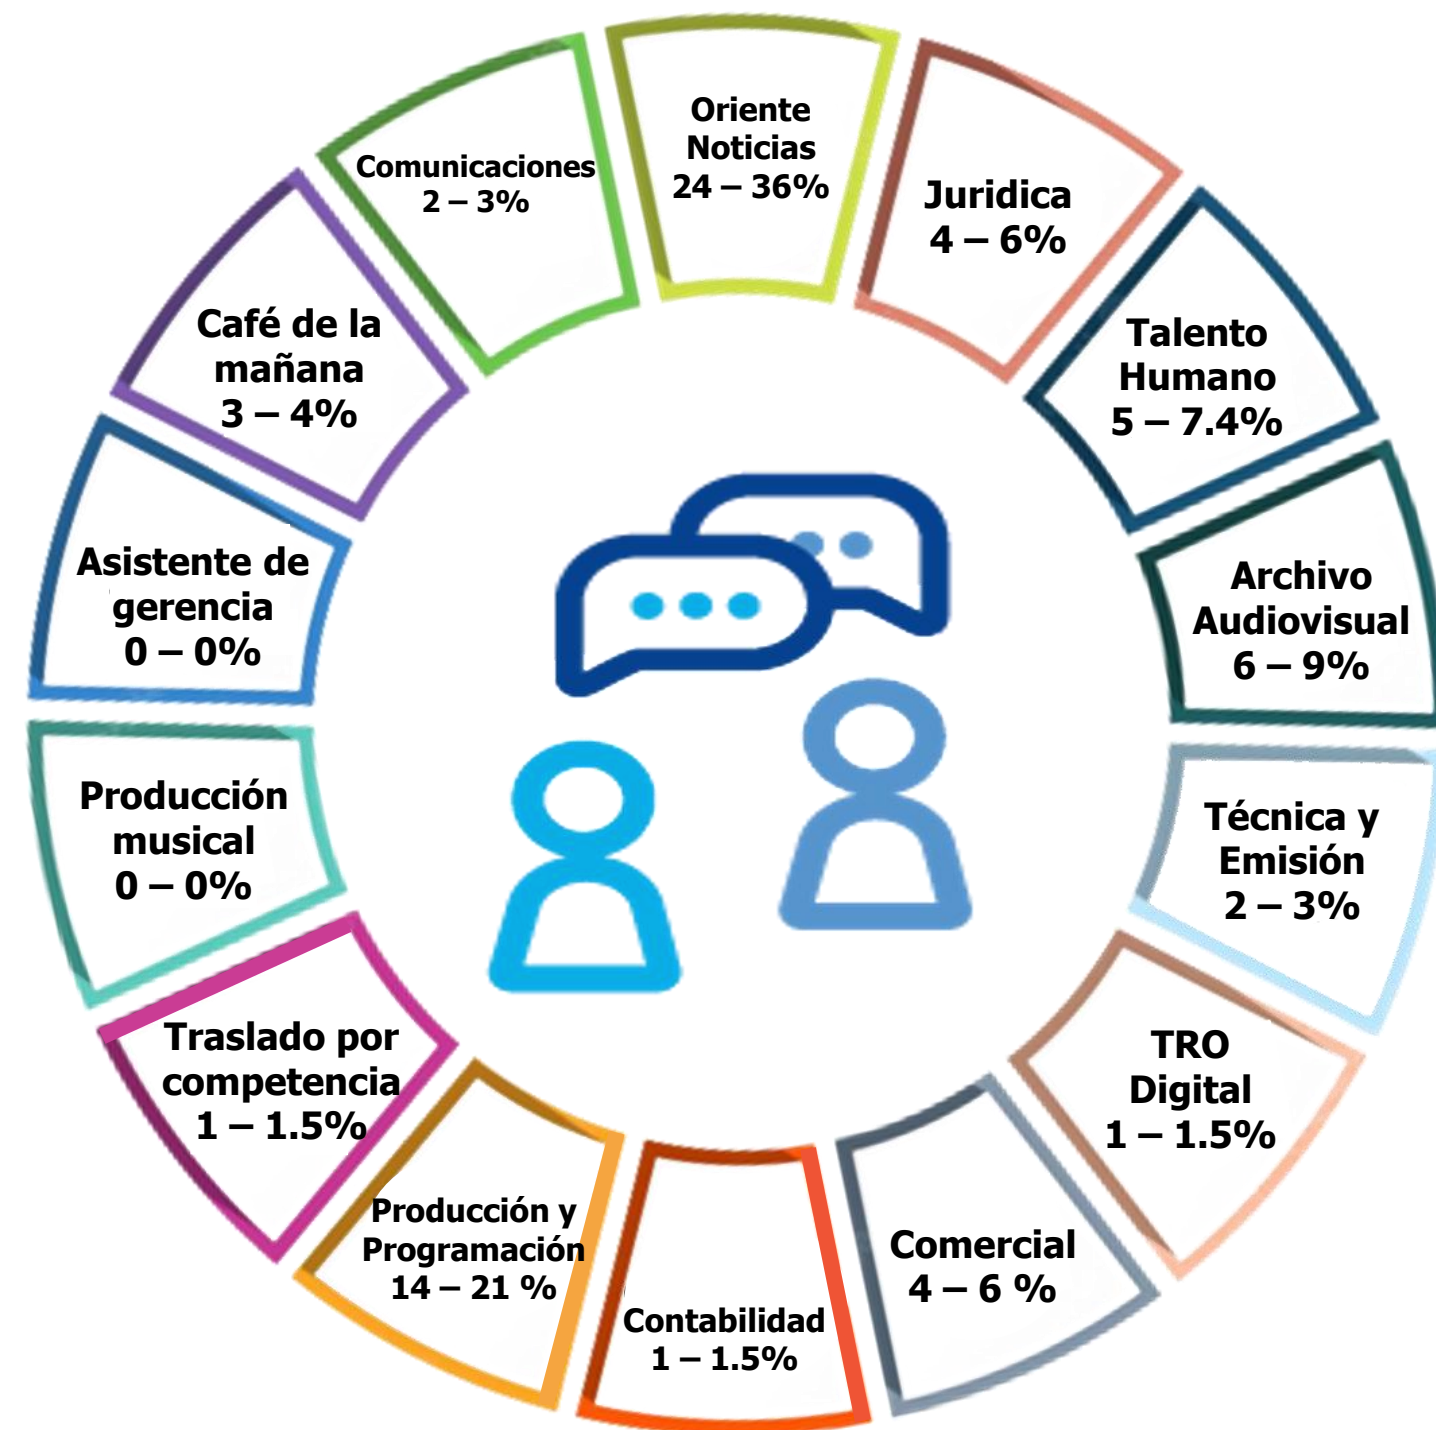 Oriente
Noticias
24 – 36%
Juridica
4 – 6%
Talento
Humano
5 – 7.4%
Archivo
Audiovisual
6 – 9%
Técnica y
Emisión
2 – 3%
TRO
Digital
1 – 1.5%
Comercial
4 – 6 %
Contabilidad
1 – 1.5%
Producción y
Programación
14 – 21 %
Traslado por
competencia
1 – 1.5%
Producción
musical
0 – 0%
Asistente de
gerencia
0 – 0%
Café de la
mañana
3 – 4%
Comunicaciones
2 – 3%